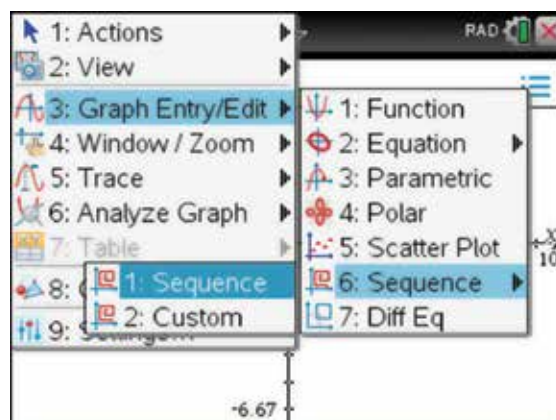 1: Actions
RAD
2: View
3: Graph Entry/Edit
1: Function
4: Window / Zoom
2: Equation
5: Trace
3: Parametric
6: Analyze Graph
4: Polar
7: Table
5: Scatter Plot
x
10
8:
1: Sequence
6: Sequence
2: Custom
7: Diff Eq
9:
-6.67